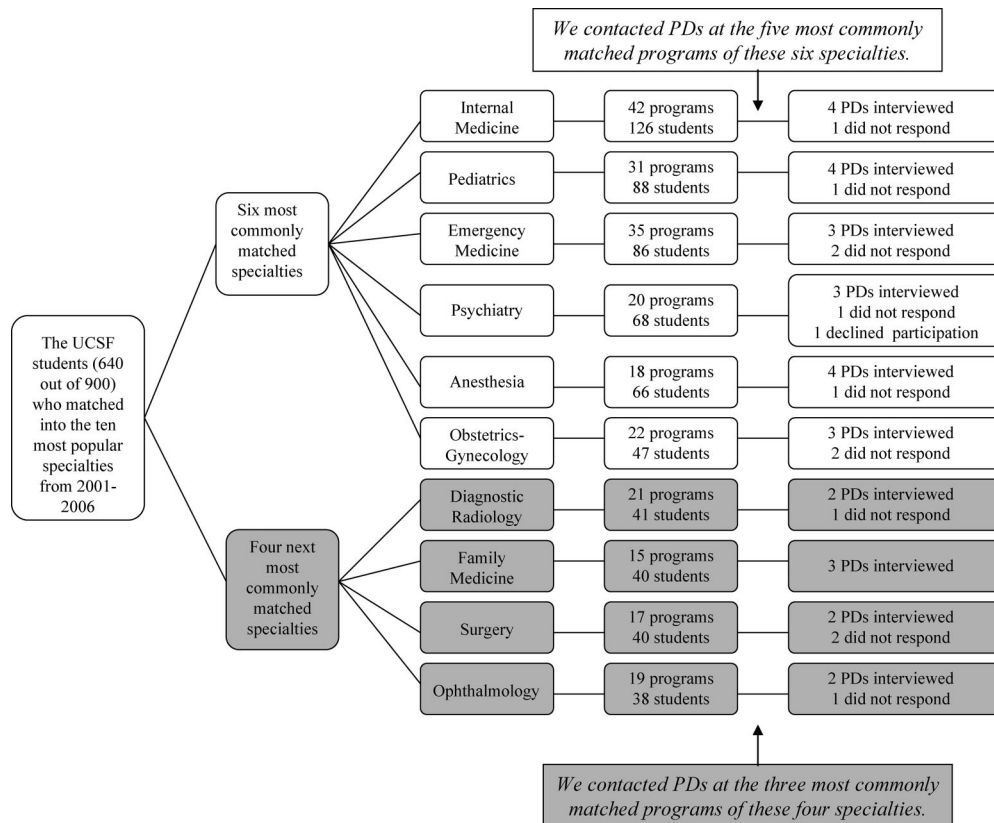 We contacted PDs at the five most commonly
matched programs of these six specialties.
Internal
Medicine
42 programs
126 students
4 PDs interviewed
1 did not respond
Pediatrics
31 programs
88 students
4 PDs interviewed
1 did not respond
Six most
commonly
matched
specialties
Emergency
Medicine
35 programs
86 students
3 PDs interviewed
2 did not respond
Psychiatry
20 programs
68 students
3 PDs interviewed
1 did not respond
1 declined participation
The UCSF
students (640
out of 900)
who matched
into the ten
most popular
specialties
from 2001-
2006
Anesthesia
18 programs
66 students
4 PDs interviewed
1 did not respond
Obstetrics-
Gynecology
22 programs
47 students
3 PDs interviewed
2 did not respond
Diagnostic
Radiology
21 programs
41 students
2 PDs interviewed
1 did not respond
Four next
most
commonly
matched
specialties
Family
Medicine
15 programs
40 students
3 PDs interviewed
Surgery
17 programs
40 students
2 PDs interviewed
2 did not respond
Ophthalmology
19 programs
38 students
2 PDs interviewed
1 did not respond
We contacted PDs at the three most commonly
matched programs of these four specialties.